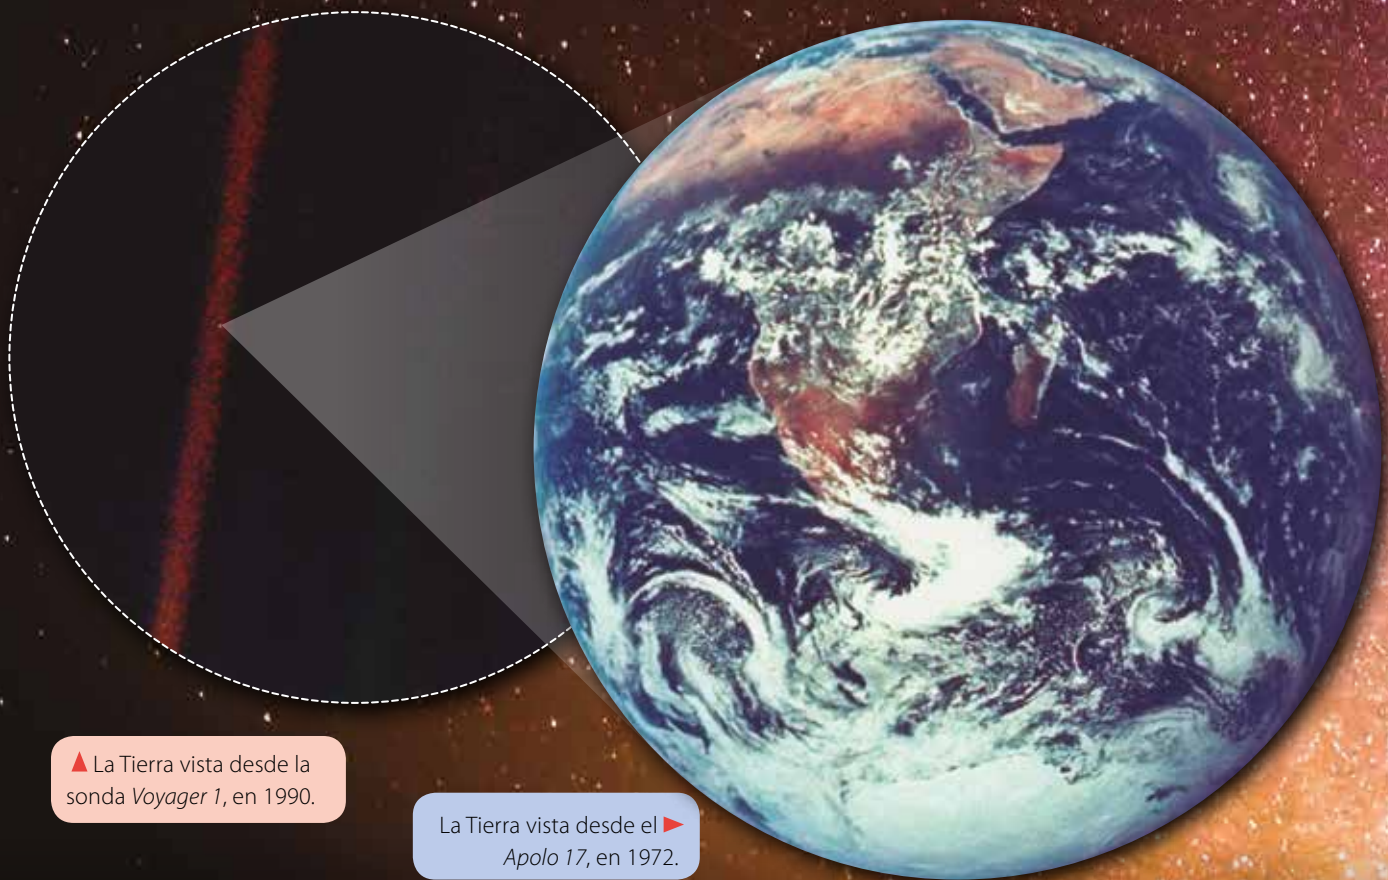 La Tierra vista desde la
sonda Voyager 1, en 1990.
La Tierra vista desde el
Apolo 17, en 1972.